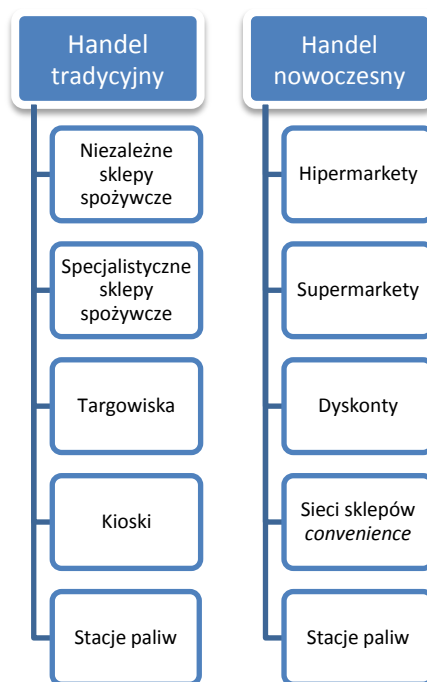 Handel
tradycyjny
Niezależne
sklepy
spożywcze
Specjalistyczne
sklepy
spożywcze
Targowiska
Kioski
Stacje paliw
Handel
nowoczesny
Hipermarkety
Supermarkety
Dyskonty
Sieci sklepów
convenience
Stacje paliw